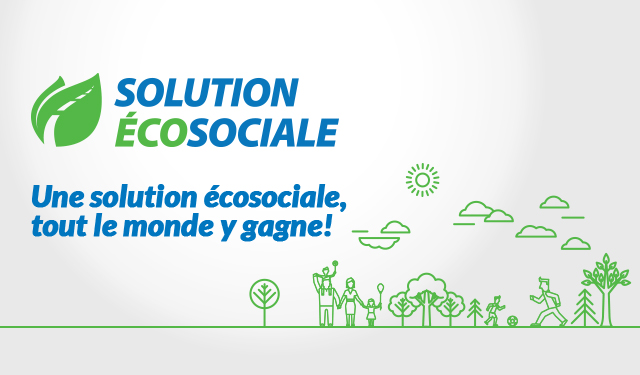 SOLUTION
ÉCOSOCIALE
Une solution écosociale,
tout le monde y gagne!